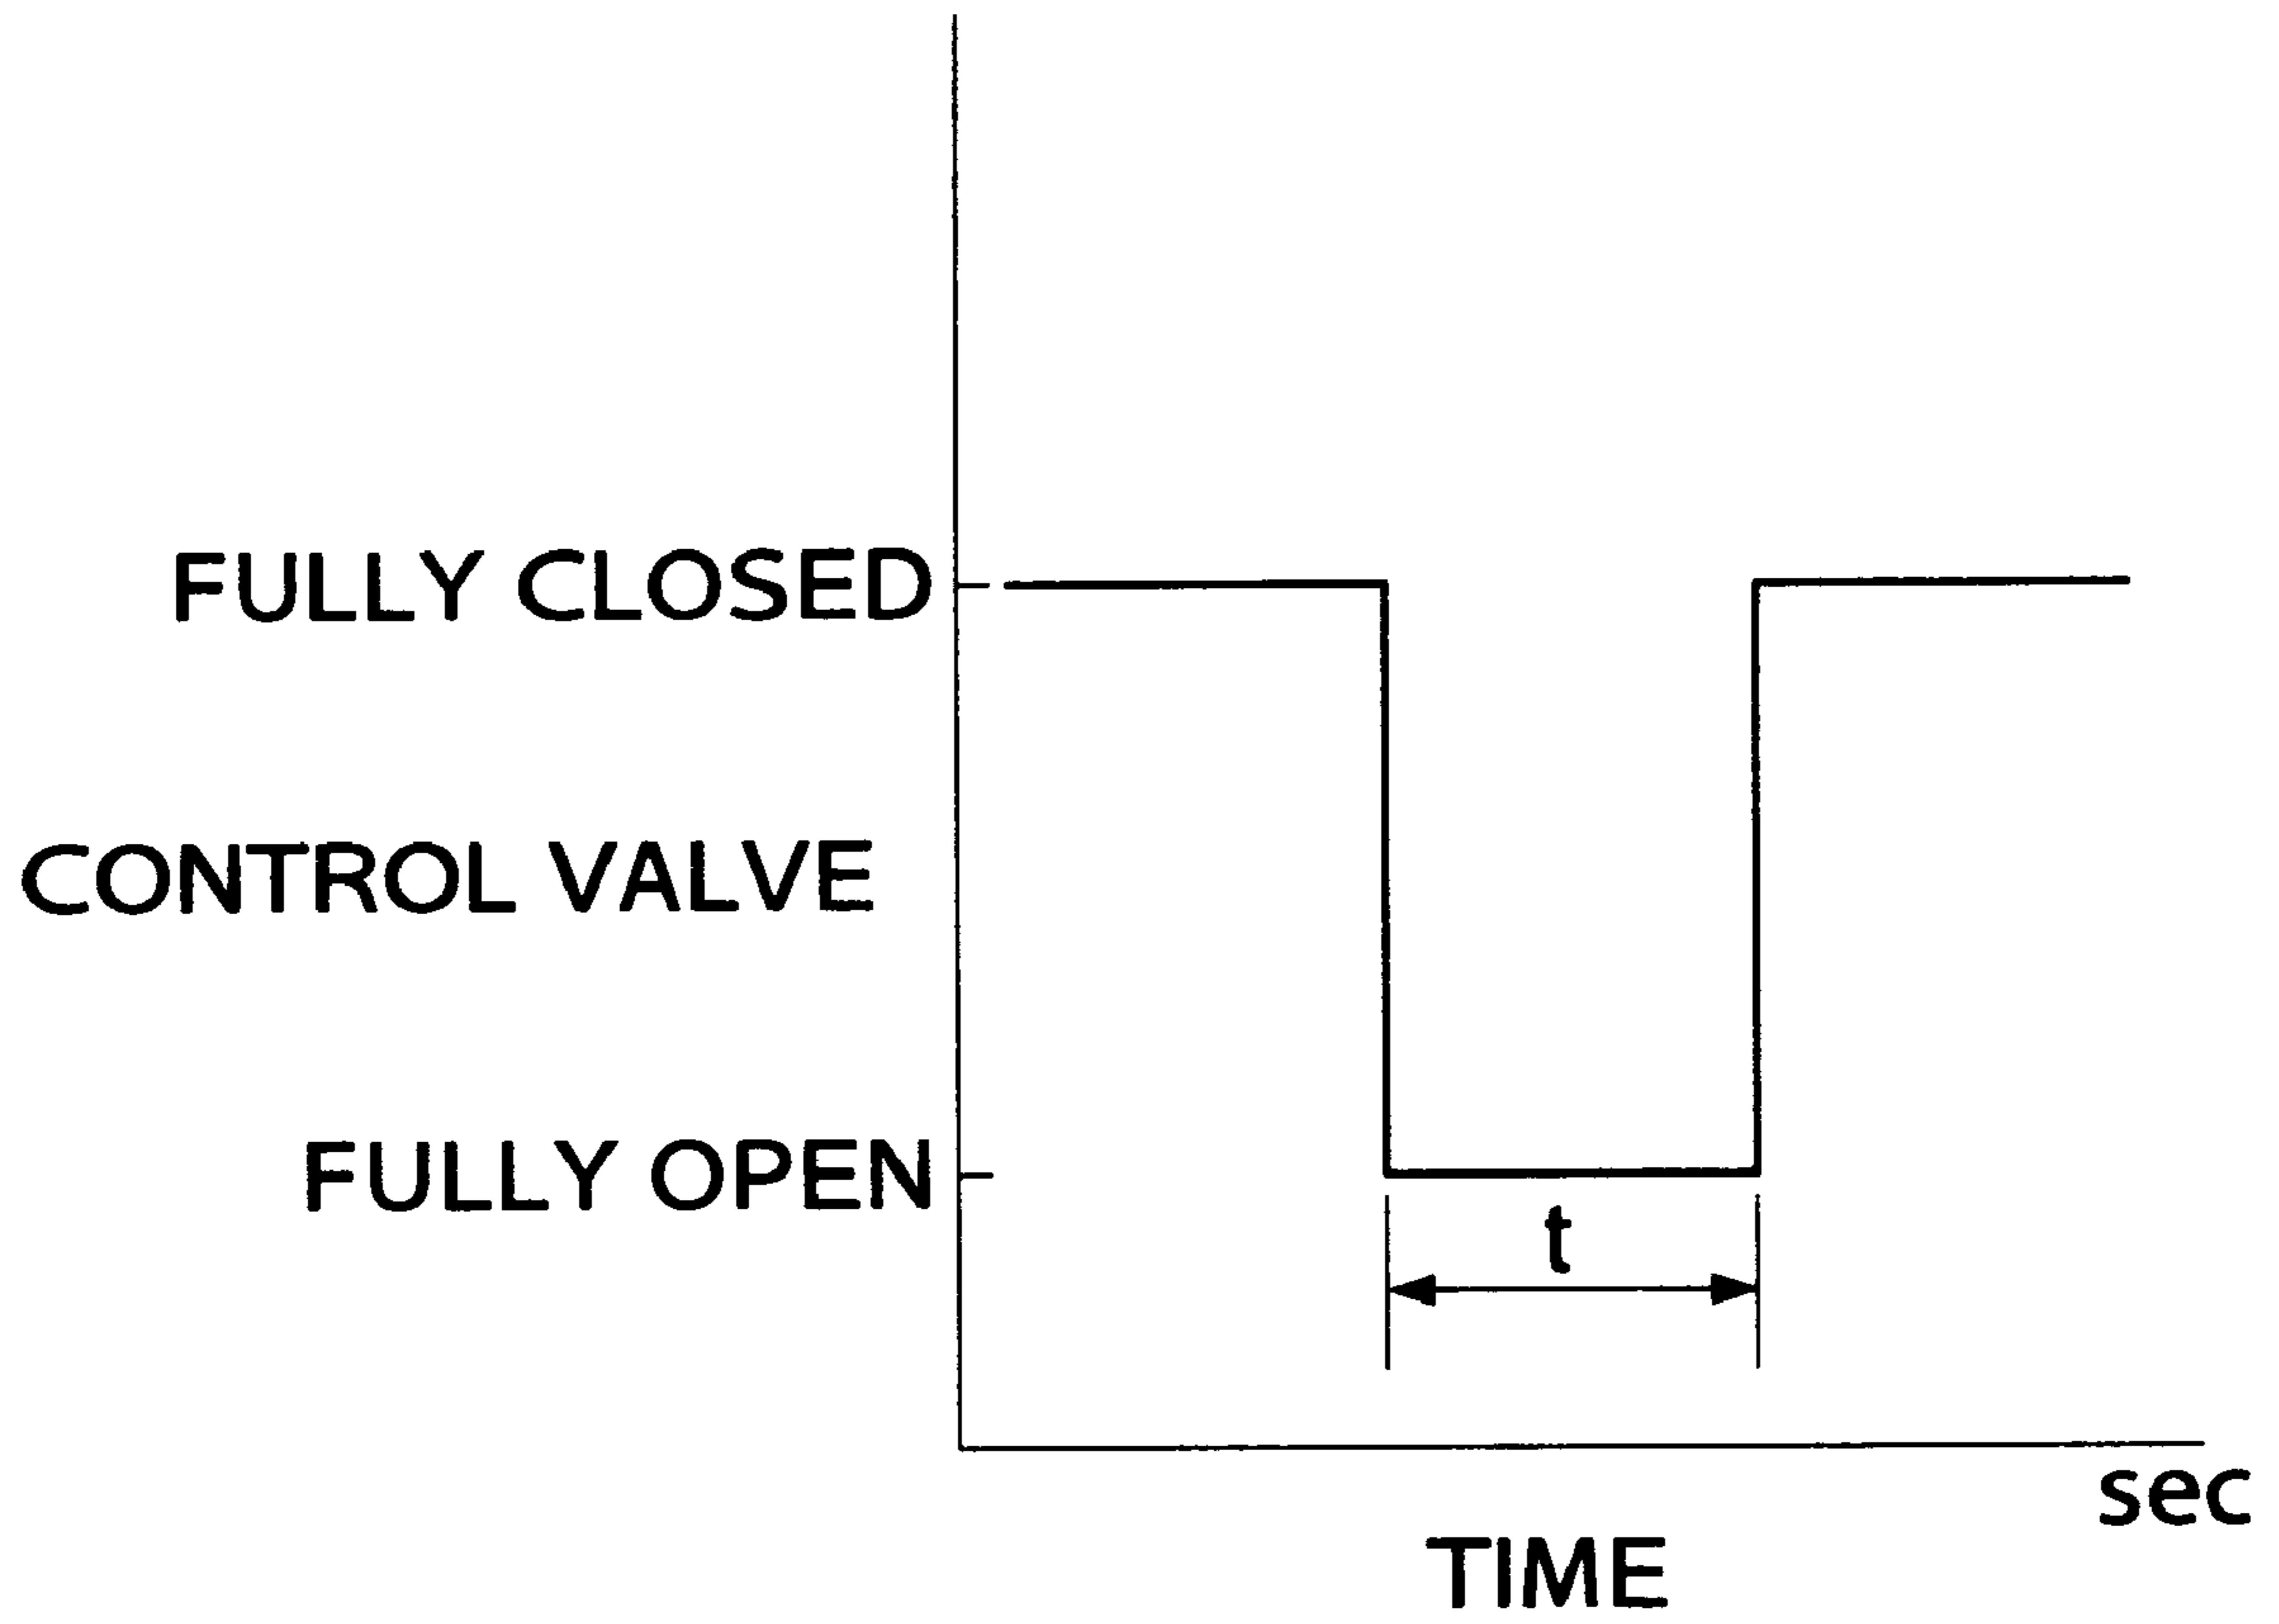 FULLY CLOSED
CONTROL VALVE
FULLY OPEN
t
sec
TIME